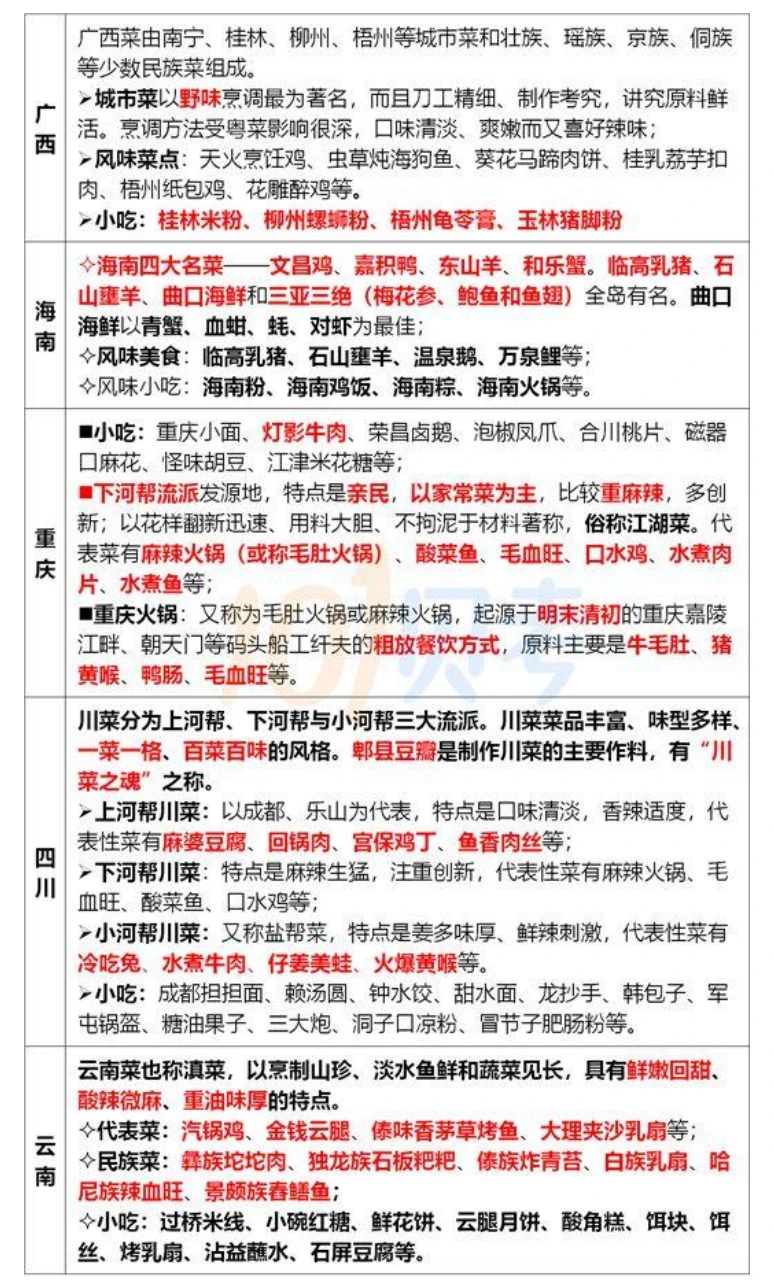 广西
广西菜由南宁、桂林、柳州、梧州等城市菜和壮族、瑶族、京族、侗族
等少数民族菜组成。
➢城市菜以野味烹调最为著名，而且刀工精细、制作考究，讲究原料鲜
活。烹调方法受粤菜影响很深，口味清淡、爽嫩而又喜好辣味；
➢风味菜点：天火烹饪鸡、虫草炖海狗鱼、葵花马蹄肉饼、桂乳荔芋扣
肉、梧州纸包鸡、花雕醉鸡等。
➢小吃：桂林米粉、柳州螺蛳粉、梧州龟苓膏、玉林猪脚粉
海南
✧海南四大名菜——文昌鸡、嘉积鸭、东山羊、和乐蟹。临高乳猪、石
山壅羊、曲口海鲜和三亚三绝（梅花参、鲍鱼和鱼翅）全岛有名。曲口
海鲜以青蟹、血蚶、蚝、对虾为最佳；
✧风味美食：临高乳猪、石山壅羊、温泉鹅、万泉鲤等；
✧风味小吃：海南粉、海南鸡饭、海南粽、海南火锅等。
重庆
■小吃：重庆小面、灯影牛肉、荣昌卤鹅、泡椒凤爪、合川桃片、磁器
口麻花、怪味胡豆、江津米花糖等；
■下河帮流派发源地，特点是亲民，以家常菜为主，比较重麻辣，多创
新；以花样翻新迅速、用料大胆、不拘泥于材料著称，俗称江湖菜。代
表菜有麻辣火锅（或称毛肚火锅）、酸菜鱼、毛血旺、口水鸡、水煮肉
片、水煮鱼等；
■重庆火锅：又称为毛肚火锅或麻辣火锅，起源于明末清初的重庆嘉陵
江畔、朝天门等码头船工纤夫的粗放餐饮方式，原料主要是牛毛肚、猪
黄喉、鸭肠、毛血旺等。
四川
川菜分为上河帮、下河帮与小河帮三大流派。川菜菜品丰富、味型多样、
一菜一格、百菜百味的风格。郫县豆瓣是制作川菜的主要作料，有“川
菜之魂”之称。
➢上河帮川菜：以成都、乐山为代表，特点是口味清淡，香辣适度，代
表性菜有麻婆豆腐、回锅肉、宫保鸡丁、鱼香肉丝等；
➢下河帮川菜：特点是麻辣生猛，注重创新，代表性菜有麻辣火锅、毛
血旺、酸菜鱼、口水鸡等；
➢小河帮川菜：又称盐帮菜，特点是姜多味厚、鲜辣刺激，代表性菜有
冷吃兔、水煮牛肉、仔姜美蛙、火爆黄喉等。
➢小吃：成都担担面、赖汤圆、钟水饺、甜水面、龙抄手、韩包子、军
屯锅盔、糖油果子、三大炮、洞子口凉粉、冒节子肥肠粉等。
云南
云南菜也称滇菜，以烹制山珍、淡水鱼鲜和蔬菜见长，具有鲜嫩回甜、
酸辣微麻、重油味厚的特点。
✧代表菜：汽锅鸡、金钱云腿、傣味香茅草烤鱼、大理夹沙乳扇等；
✧民族菜：彝族坨坨肉、独龙族石板粑粑、傣族炸青苔、白族乳扇、哈
尼族辣血旺、景颇族舂鳝鱼；
✧小吃：过桥米线、小碗红糖、鲜花饼、云腿月饼、酸角糕、饵块、饵
丝、烤乳扇、沾益蘸水、石屏豆腐等。
101贝考